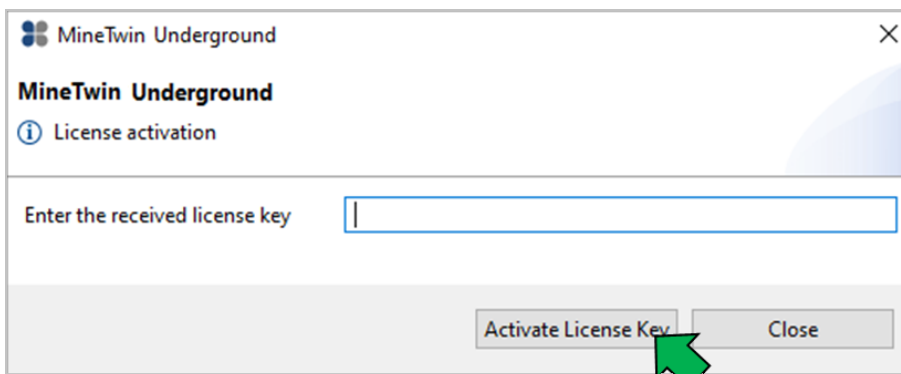 MineTwin Underground
MineTwin Underground
License activation
Enter the received license key
Activate License Key
Close